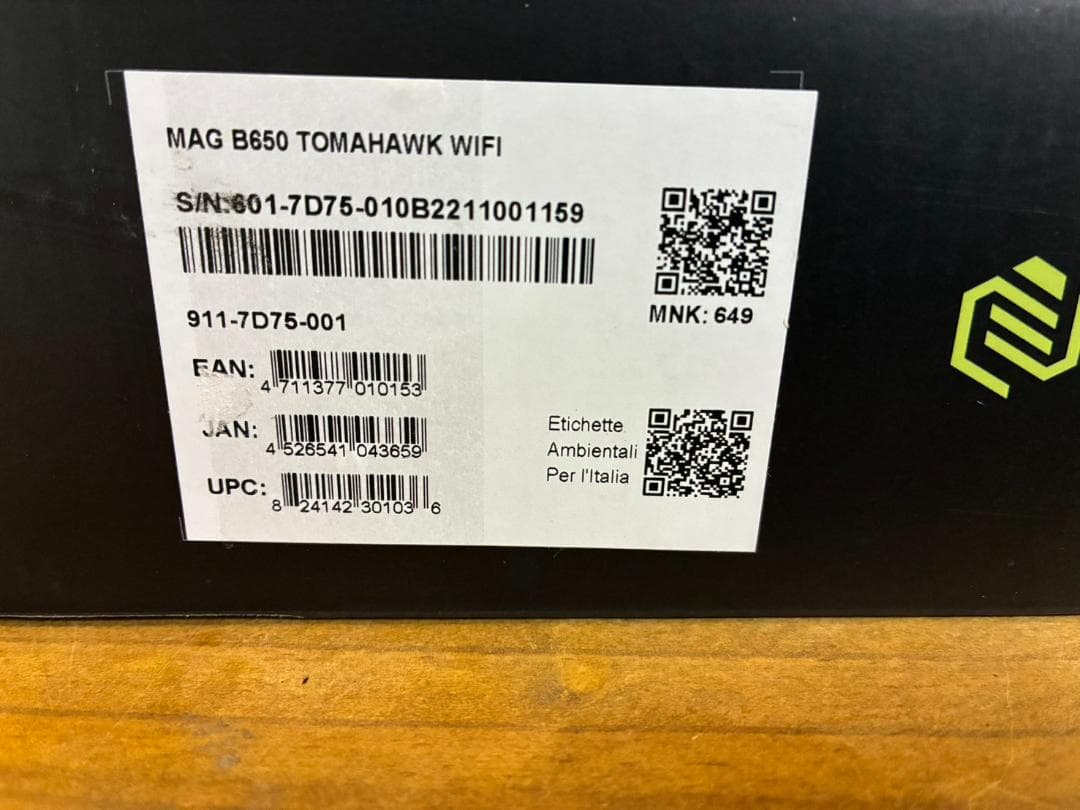 MAG B650 TOMAHAWK WIFI
S/N:601-7D75-010B2211001159
MNK: 649
911-7D75-001
EAN:
4 711377 010153
JAN:
4 526541 043659
UPC:
8 24142 30103 6
Etichette
Ambientali
Per l'Italia